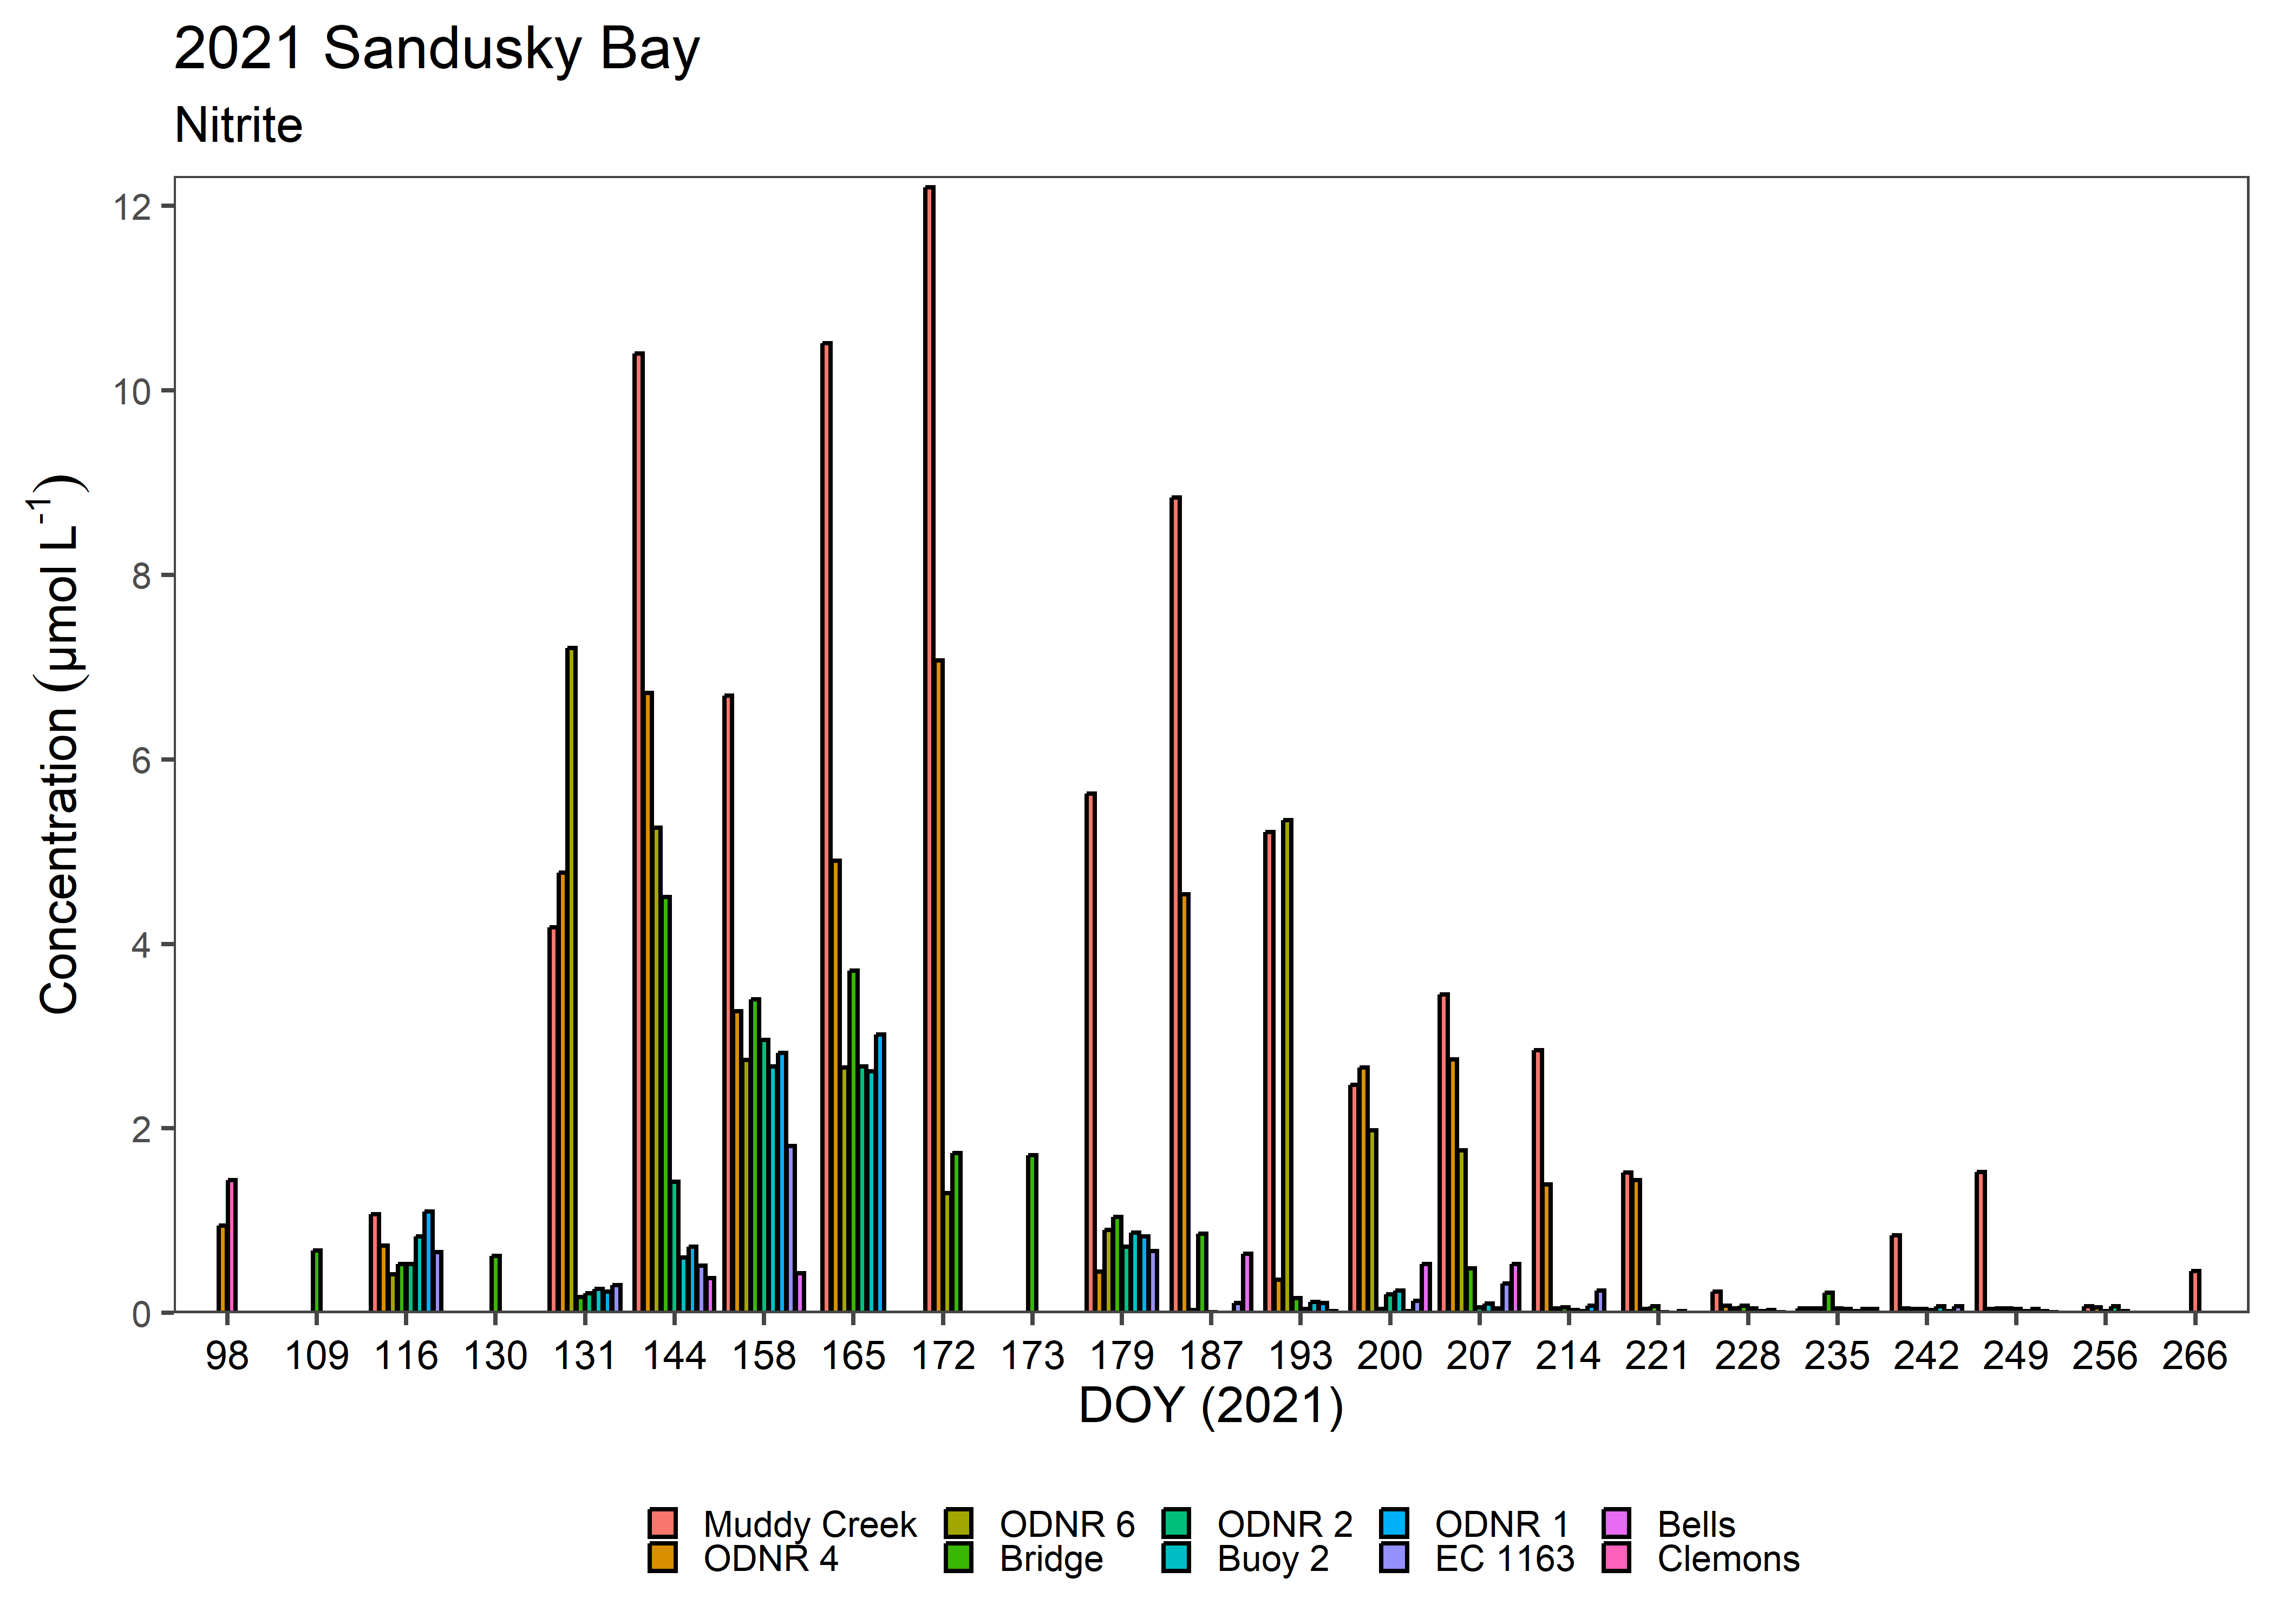 2021 Sandusky Bay
Nitrite
Concentration (μmol L-1)
12
10
8
6
4
2
0
98 109 116 130 131 144 158 165 172 173 179 187 193 200 207 214 221 228 235 242 249 256 266
DOY (2021)
Muddy Creek ODNR 6 ODNR 2 ODNR 1 Bells
ODNR 4 Bridge Buoy 2 EC 1163 Clemons